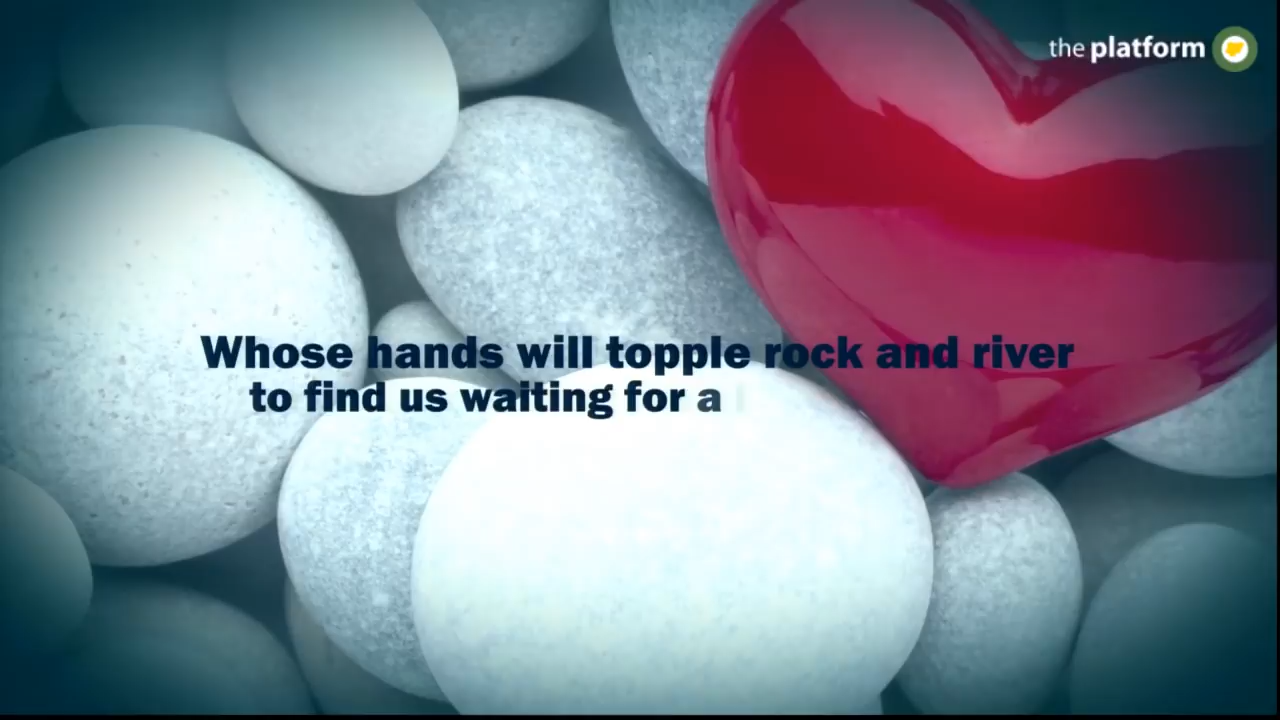 the platform
Whose hands will topple rock and river
to find us waiting for a